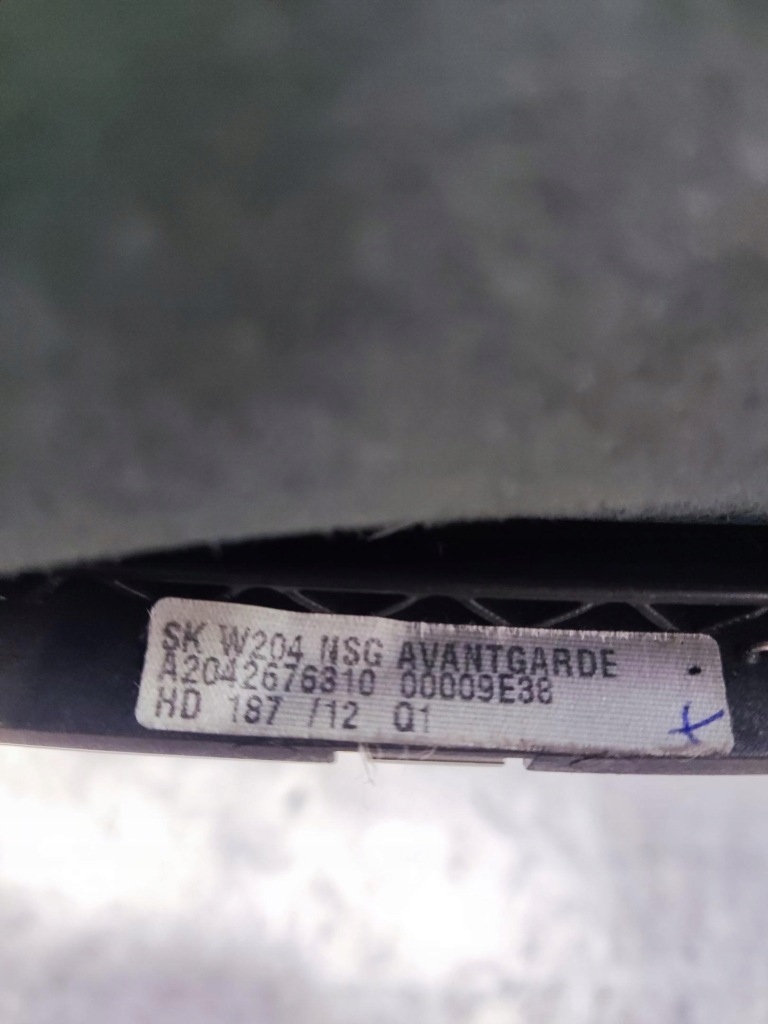 SK W204 NSG AVANTGARDE
A2042676810 00009E38
HD 187 /12 Q1